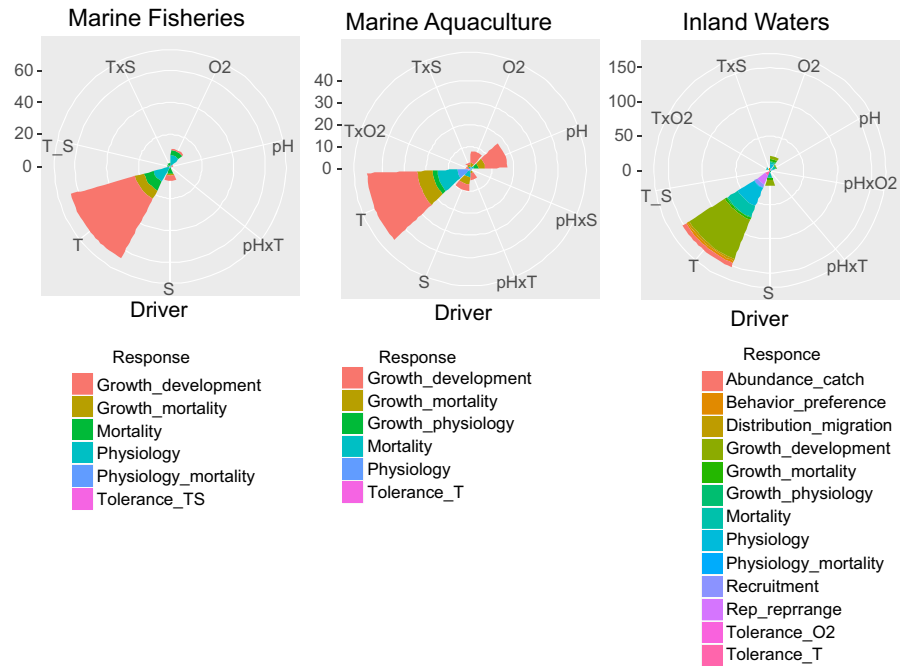 Marine Fisheries
60
40
20
0
TxS
O2
T_S
pH
T
pHxT
S
Driver
Response
Growth_development
Growth_mortality
Mortality
Physiology
Physiology_mortality
Tolerance_TS
Marine Aquaculture
40
30
20
10
0
TxS
O2
TxO2
pH
T
pHxS
S
pHxT
Driver
Response
Growth_development
Growth_mortality
Growth_physiology
Mortality
Physiology
Tolerance_T
Inland Waters
150
100
50
0
TxS
O2
TxO2
pH
T_S
pHxO2
T
pHxT
S
Driver
Responce
Abundance_catch
Behavior_preference
Distribution_migration
Growth_development
Growth_mortality
Growth_physiology
Mortality
Physiology
Physiology_mortality
Recruitment
Rep_reprrange
Tolerance_O2
Tolerance_T